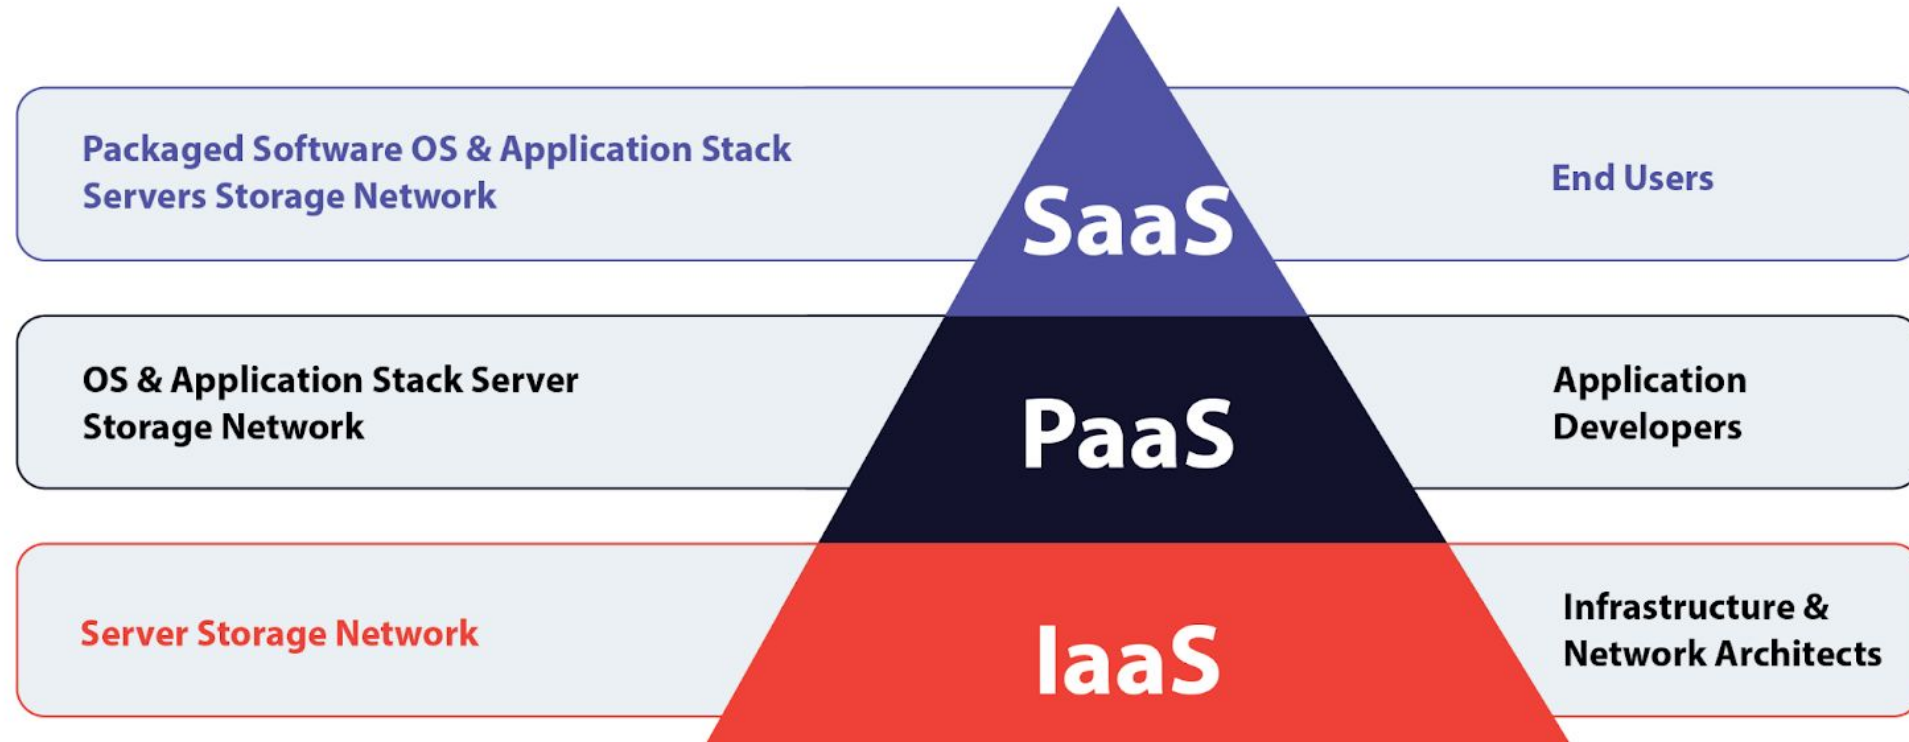 Packaged Software OS & Application Stack
Servers Storage Network
SaaS
End Users
OS & Application Stack Server
Storage Network
PaaS
Application
Developers
Server Storage Network
IaaS
Infrastructure &
Network Architects